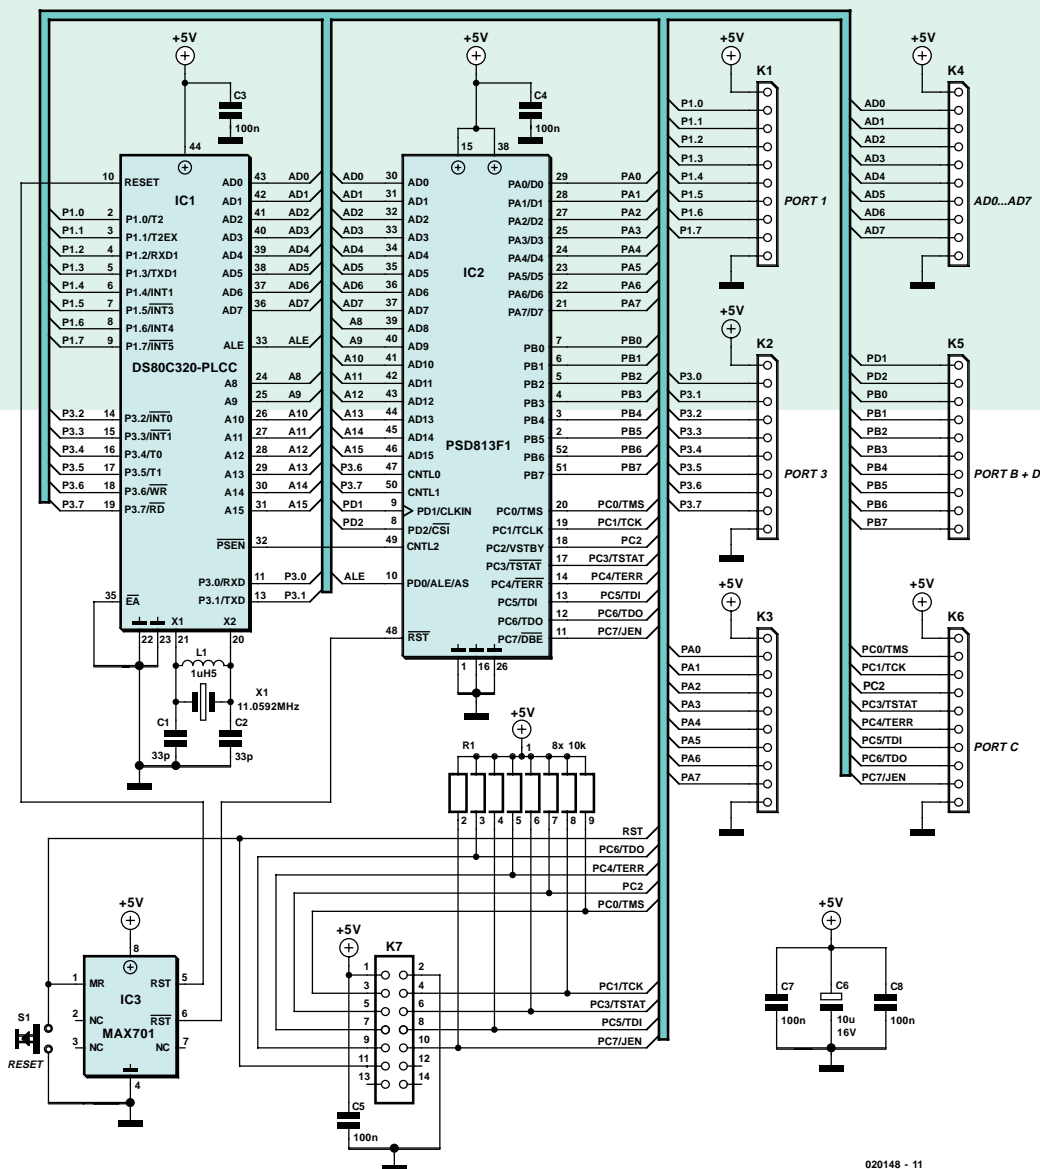 +5V
C3
100n
44
10
RESET
IC1
P1.0
2
P1.0/T2
P1.1
3
P1.1/T2EX
P1.2
4
P1.2/RXD1
P1.3
5
P1.3/TXD1
P1.4
6
P1.4/INT1
P1.5
7
P1.5/INT3
P1.6
8
P1.6/INT4
P1.7
9
P1.7/INT5
DS80C320-PLCC
P3.2
14
P3.2/INT0
P3.3
15
P3.3/INT1
P3.4
16
P3.4/T0
P3.5
17
P3.5/T1
P3.6
18
P3.6/WR
P3.7
19
P3.7/RD
35
EA
AD0
43
AD0
AD1
42
AD1
AD2
41
AD2
AD3
40
AD3
AD4
39
AD4
AD5
38
AD5
AD6
37
AD6
AD7
36
AD7
ALE
33
ALE
A8
24
A8
A9
25
A9
A10
26
A10
A11
27
A11
A12
28
A12
A13
29
A13
A14
30
A14
A15
31
A15
PSEN
32
P3.0/RXD
11
P3.0
P3.1/TXD
13
P3.1
X1
X2
22
23
21
20
L1
1uH5
X1
11.0592MHz
C1
33p
C2
33p
+5V
C4
100n
15
38
IC2
PSD813F1
AD0
30
AD0
AD1
31
AD1
AD2
32
AD2
AD3
33
AD3
AD4
34
AD4
AD5
35
AD5
AD6
36
AD6
AD7
37
AD7
A8
39
AD8
A9
40
AD9
A10
41
AD10
A11
42
AD11
A12
43
AD12
A13
44
AD13
A14
45
AD14
A15
46
AD15
P3.6
47
CNTL0
P3.7
50
CNTL1
PD1
9
PD1/CLKIN
PD2
8
PD2/CSI
49
CNTL2
ALE
10
PD0/ALE/AS
48
RST
PA0/D0
29
PA0
PA1/D1
28
PA1
PA2/D2
27
PA2
PA3/D3
25
PA3
PA4/D4
24
PA4
PA5/D5
23
PA5
PA6/D6
22
PA6
PA7/D7
21
PA7
PB0
7
PB0
PB1
6
PB1
PB2
5
PB2
PB3
4
PB3
PB4
3
PB4
PB5
2
PB5
PB6
52
PB6
PB7
51
PB7
PC0/TMS
20
PC0/TMS
PC1/TCLK
19
PC1/TCK
PC2/VSTBY
18
PC2
PC3/TSTAT
17
PC3/TSTAT
PC4/TERR
14
PC4/TERR
PC5/TDI
13
PC5/TDI
PC6/TDO
12
PC6/TDO
PC7/DBE
11
PC7/JEN
1
16
26
+5V
K1
P1.0
P1.1
P1.2
P1.3
P1.4
P1.5
P1.6
P1.7
PORT 1
+5V
K4
AD0
AD1
AD2
AD3
AD4
AD5
AD6
AD7
AD0...AD7
+5V
K2
P3.0
P3.1
P3.2
P3.3
P3.4
P3.5
P3.6
P3.7
PORT 3
K5
PD1
PD2
PB0
PB1
PB2
PB3
PB4
PB5
PB6
PB7
PORT B + D
+5V
K3
PA0
PA1
PA2
PA3
PA4
PA5
PA6
PA7
+5V
K6
PC0/TMS
PC1/TCK
PC2
PC3/TSTAT
PC4/TERR
PC5/TDI
PC6/TDO
PC7/JEN
PORT C
+5V
R1
1
8x 10k
2
3
4
5
6
7
8
9
RST
PC6/TDO
PC4/TERR
PC2
PC0/TMS
PC1/TCK
PC3/TSTAT
PC5/TDI
PC7/JEN
+5V
K7
1
2
3
4
5
6
7
8
9
10
11
12
13
14
C5
100n
+5V
8
1
MR
RST
5
IC3
2
NC
RST
6
MAX701
3
NC
NC
7
4
S1
RESET
+5V
C7
100n
C6
10u
16V
C8
100n
020148 - 11